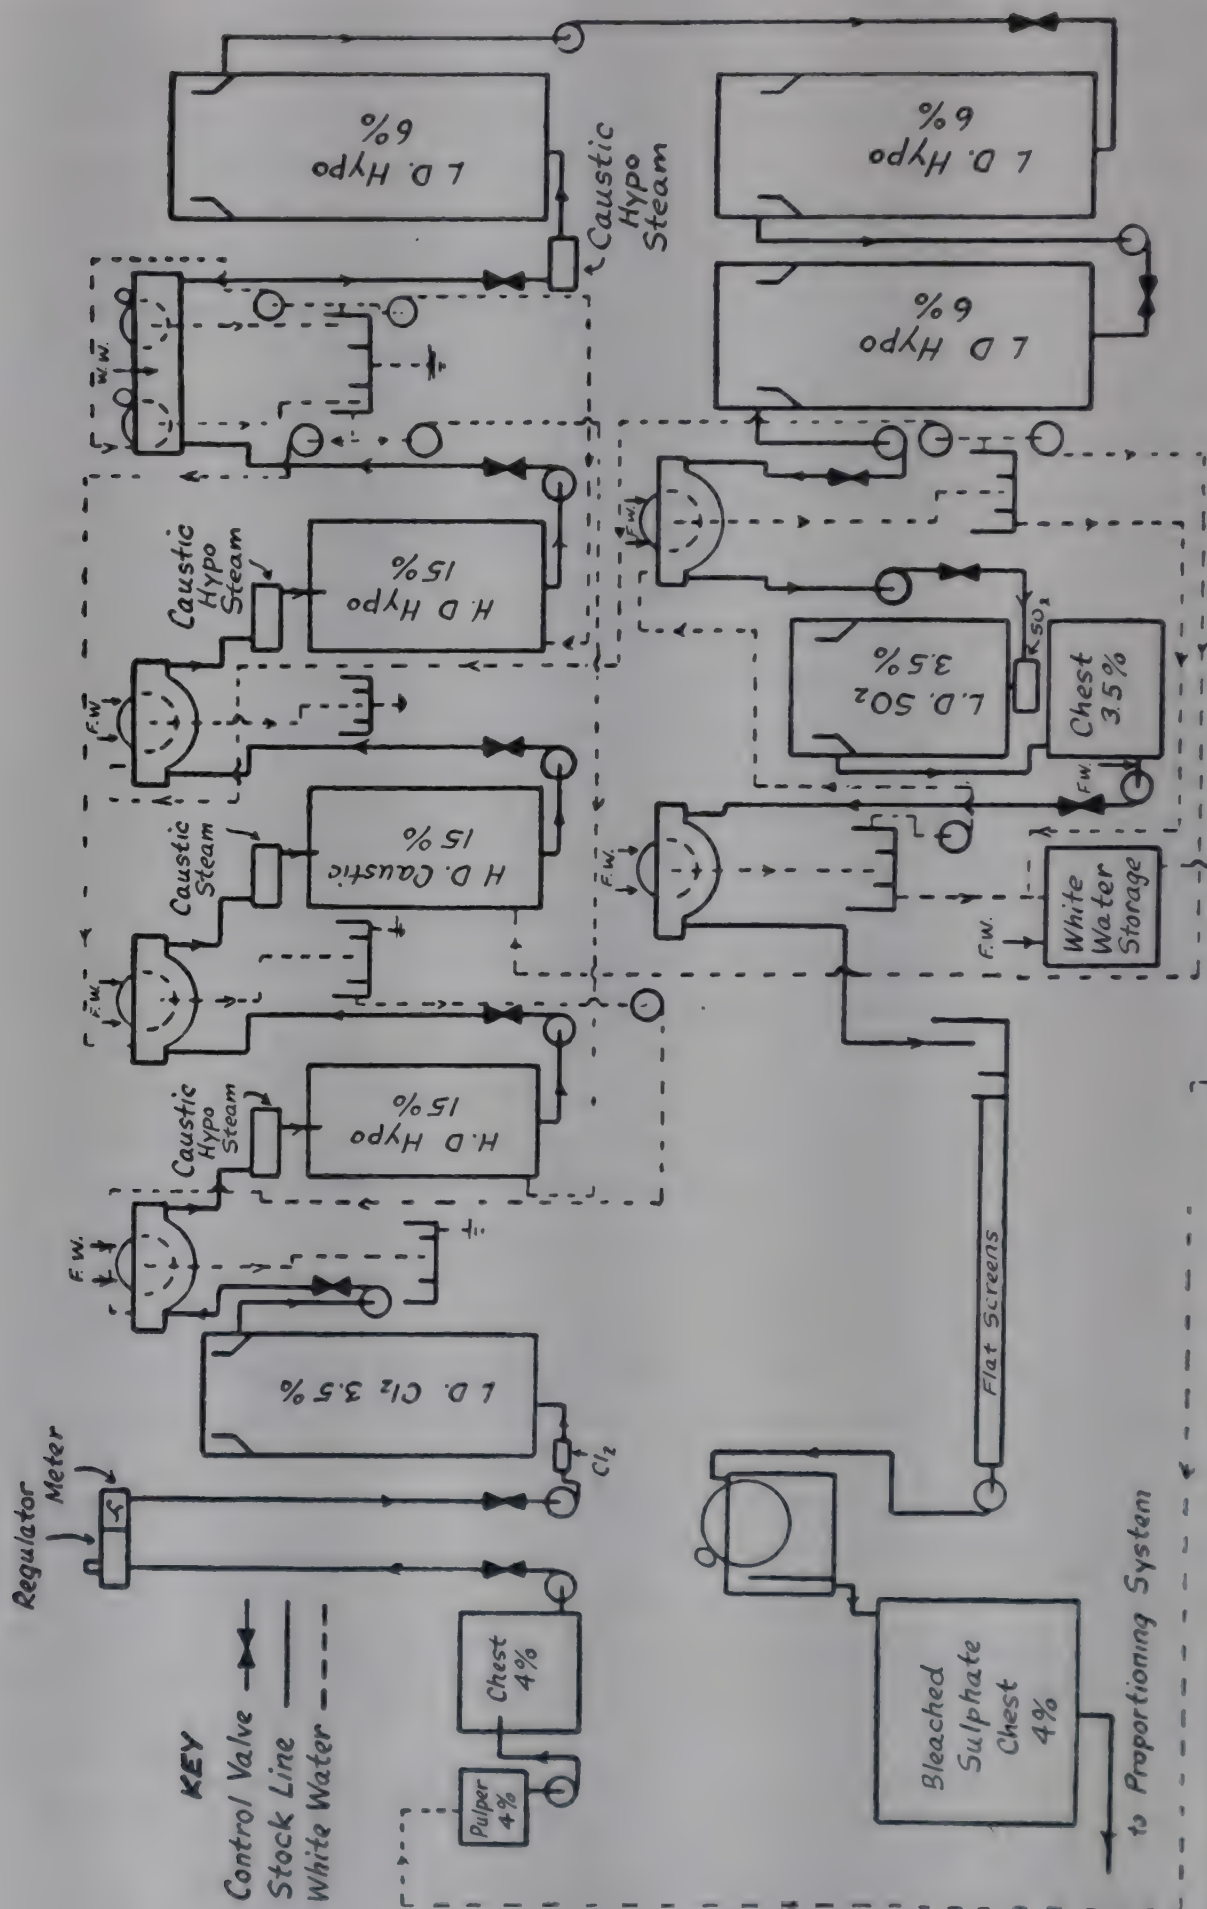 Regulator
Meter
KEY
Control Valve
Stock Line
White Water
Pulper
4%
Chest
4%
Cl2
L.D. Cl2 3.5%
F.W.
Caustic
Hypo
Steam
H.D Hypo
15%
F.W.
Caustic
Steam
H.D.Caustic
15%
F.W
Caustic
Hypo
Steam
H.D Hypo
15%
W.W.
Caustic
Hypo
Steam
L D. Hypo
6%
L D. Hypo
6%
L D Hypo
6%
F.W.
SO2
L.D. SO2
3.5%
Chest
3.5%
F.W.
F.W.
F.W.
White
Water
Storage
Flat Screens
Bleached
Sulphate
Chest
4%
to Proportioning System